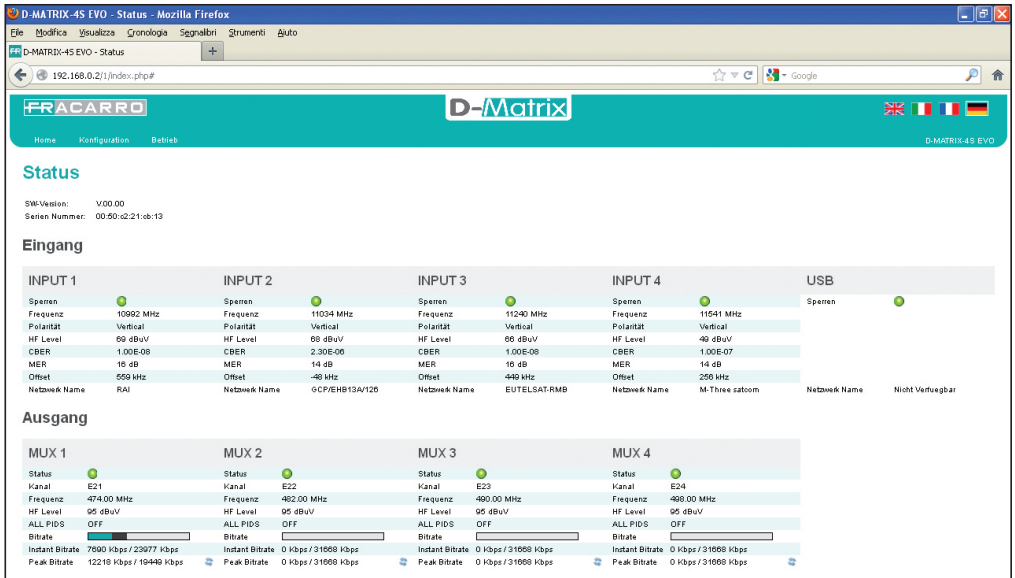 D-MATRIX-4S EVO - Status - Mozilla Firefox
File Modifica Visualizza Cronologia Segnalibri Strumenti Aiuto
FR D-MATRIX-4S EVO - Status +
192.168.0.2/1/index.php# Google
FRACARRO D-Matrix
Home Konfiguration Betrieb D-MATRIX-4S EVO
Status
SW-Version: V.00.00
Serien Nummer: 00:50:c2:21:cb:13
Eingang
INPUT 1 INPUT 2 INPUT 3 INPUT 4 USB
Sperren Sperren Sperren Sperren Sperren
Frequenz 10992 MHz Frequenz 11034 MHz Frequenz 11240 MHz Frequenz 11541 MHz
Polarität Vertical Polarität Vertical Polarität Vertical Polarität Vertical
HF Level 69 dBuV HF Level 68 dBuV HF Level 66 dBuV HF Level 49 dBuV
CBER 1.00E-08 CBER 2.30E-06 CBER 1.00E-08 CBER 1.00E-07
MER 16 dB MER 14 dB MER 16 dB MER 14 dB
Offset 559 kHz Offset -48 kHz Offset 449 kHz Offset 256 kHz
Netzwerk Name RAI Netzwerk Name GCP/EHB13A/126 Netzwerk Name EUTELSAT-RMB Netzwerk Name M-Three satcom Netzwerk Name Nicht Verfuegbar
Ausgang
MUX 1 MUX 2 MUX 3 MUX 4
Status Status Status Status
Kanal E21 Kanal E22 Kanal E23 Kanal E24
Frequenz 474.00 MHz Frequenz 482.00 MHz Frequenz 490.00 MHz Frequenz 498.00 MHz
HF Level 95 dBuV HF Level 95 dBuV HF Level 95 dBuV HF Level 95 dBuV
ALL PIDS OFF ALL PIDS OFF ALL PIDS OFF ALL PIDS OFF
Bitrate Bitrate Bitrate Bitrate
Instant Bitrate 7690 Kbps / 23977 Kbps Instant Bitrate 0 Kbps / 31668 Kbps Instant Bitrate 0 Kbps / 31668 Kbps Instant Bitrate 0 Kbps / 31668 Kbps
Peak Bitrate 12218 Kbps / 19449 Kbps Peak Bitrate 0 Kbps / 31668 Kbps Peak Bitrate 0 Kbps / 31668 Kbps Peak Bitrate 0 Kbps / 31668 Kbps